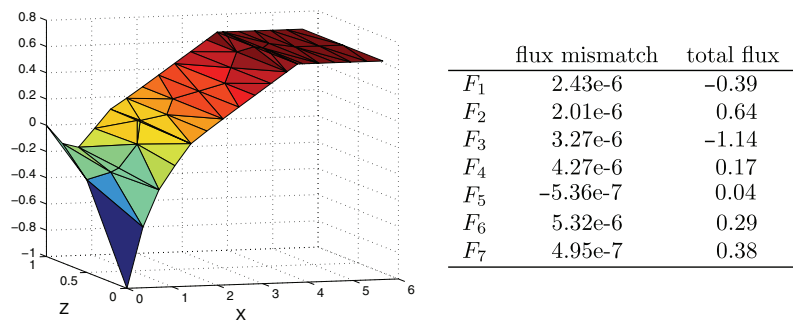 0.8
0.6
0.4
0.2
0
−0.2
−0.4
−0.6
−0.8
−1
1
0.5
0
Z
0
1
2
3
4
5
6
X
flux mismatch total flux
F₁ 2.43e-6 −0.39
F₂ 2.01e-6 0.64
F₃ 3.27e-6 −1.14
F₄ 4.27e-6 0.17
F₅ −5.36e-7 0.04
F₆ 5.32e-6 0.29
F₇ 4.95e-7 0.38